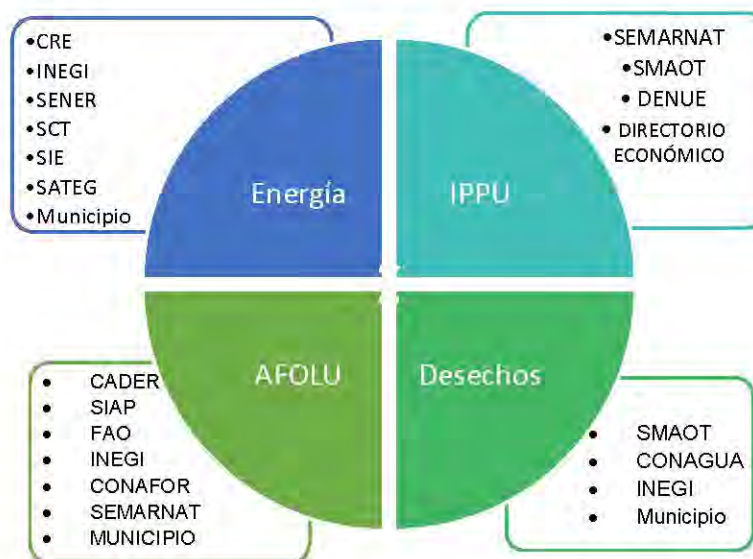 •CRE
•INEGI
•SENER
•SCT
•SIE
•SATEG
•Municipio
•SEMARNAT
•SMAOT
•DENUE
•DIRECTORIO
ECONÓMICO
Energía
IPPU
AFOLU
Desechos
• CADER
• SIAP
• FAO
• INEGI
• CONAFOR
• SEMARNAT
• MUNICIPIO
• SMAOT
• CONAGUA
• INEGI
• Municipio